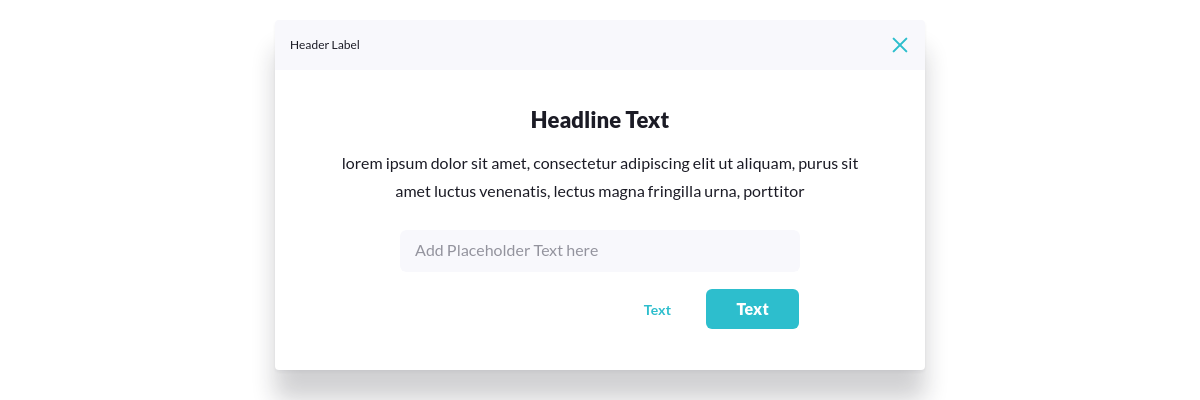 Header Label
Headline Text
lorem ipsum dolor sit amet, consectetur adipiscing elit ut aliquam, purus sit
amet luctus venenatis, lectus magna fringilla urna, porttitor
Add Placeholder Text here
Text
Text